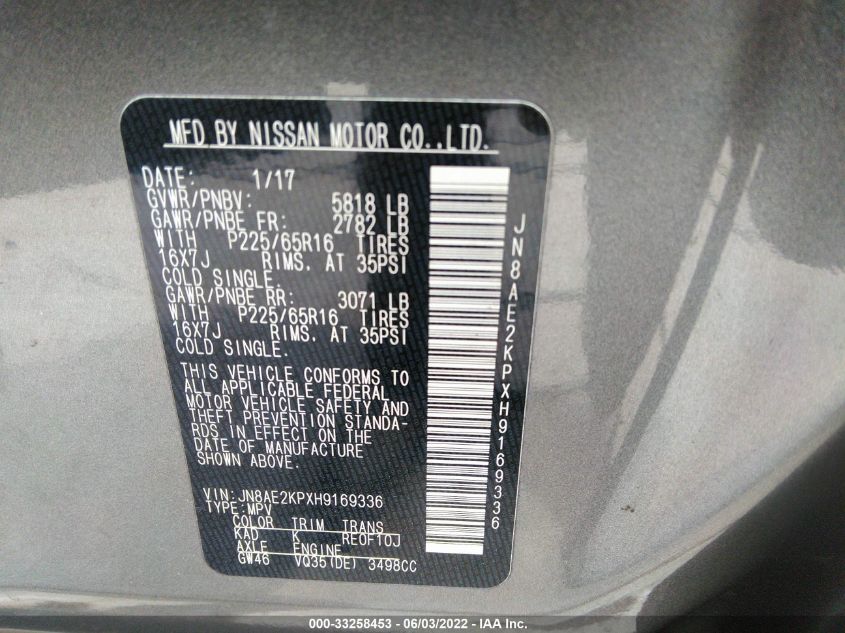 MFD BY NISSAN MOTOR CO.,LTD.
DATE: 1/17
GVWR/PNBV: 5818 LB
GAWR/PNBE FR: 2782 LB
WITH P225/65R16 TIRES
16X7J RIMS. AT 35PSI
COLD SINGLE.
GAWR/PNBE RR: 3071 LB
WITH P225/65R16 TIRES
16X7J RIMS. AT 35PSI
COLD SINGLE.
THIS VEHICLE CONFORMS TO
ALL APPLICABLE FEDERAL
MOTOR VEHICLE SAFETY AND
THEFT PREVENTION STANDA-
RDS IN EFFECT ON THE
DATE OF MANUFACTURE
SHOWN ABOVE.
VIN:JN8AE2KPXH9169336
TYPE:MPV
COLOR TRIM TRANS
KAD K RE0F10J
AXLE ENGINE
GW46 VQ35(DE) 3498CC
JN8AE2KPXH9169336
000-33258453 - 06/03/2022 - IAA Inc.